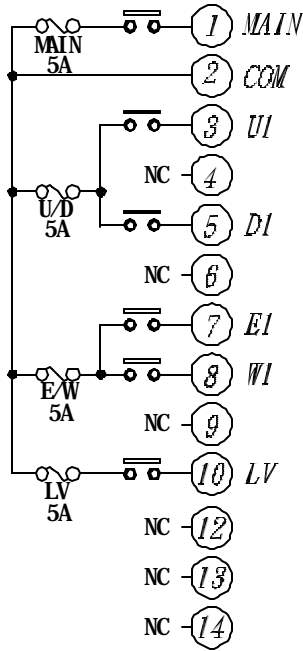 1 MAIN
MAIN
5A
2 COM
3 U1
NC 4
U/D
5A
5 D1
NC 6
7 E1
8 W1
E/W
5A
NC 9
10 LV
LV
5A
NC 12
NC 13
NC 14